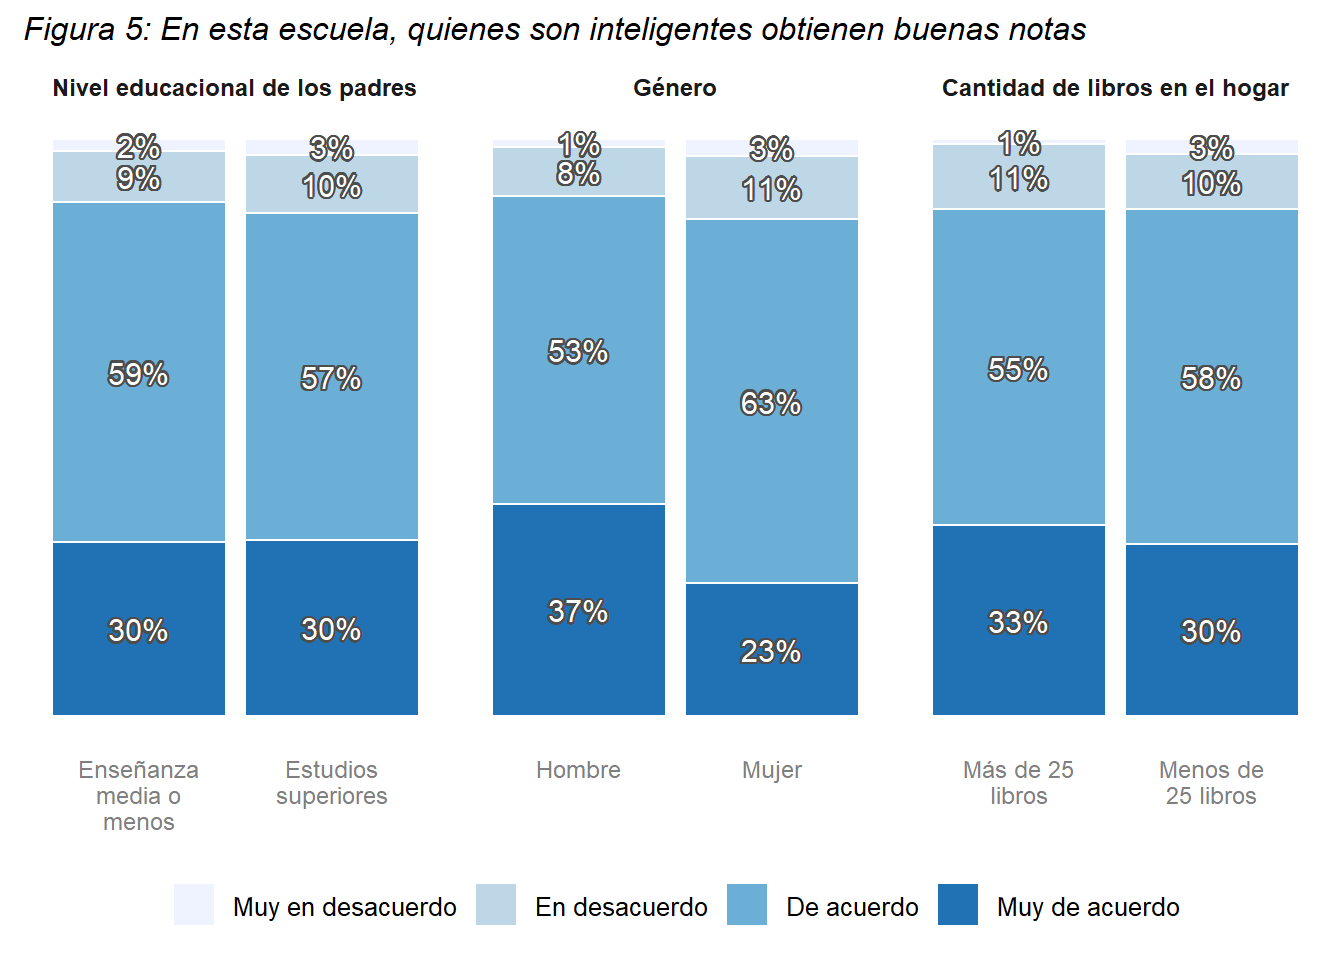 Figura 5: En esta escuela, quienes son inteligentes obtienen buenas notas
Nivel educacional de los padres
Género
Cantidad de libros en el hogar
2%
9%
59%
30%
3%
10%
57%
30%
1%
8%
53%
37%
3%
11%
63%
23%
1%
11%
55%
33%
3%
10%
58%
30%
Enseñanza
media o
menos
Estudios
superiores
Hombre
Mujer
Más de 25
libros
Menos de
25 libros
Muy en desacuerdo
En desacuerdo
De acuerdo
Muy de acuerdo